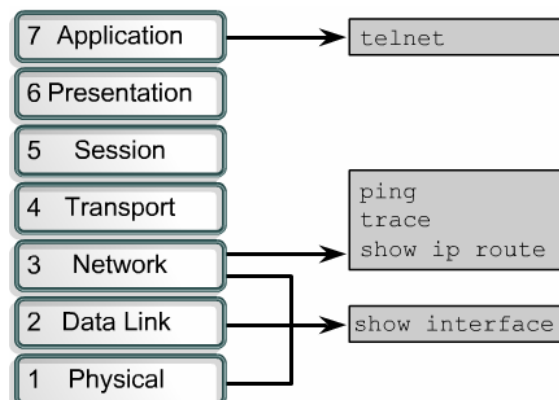 7 Application
telnet
6 Presentation
5 Session
4 Transport
ping
trace
show ip route
3 Network
2 Data Link
show interface
1 Physical